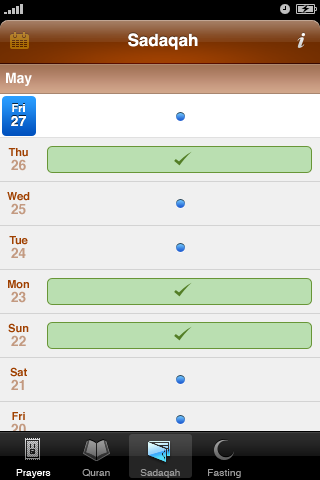 Sadaqah
i
May
Fri
27
Thu
26
Wed
25
Tue
24
Mon
23
Sun
22
Sat
21
Fri
20
Prayers
Quran
Sadaqah
Fasting